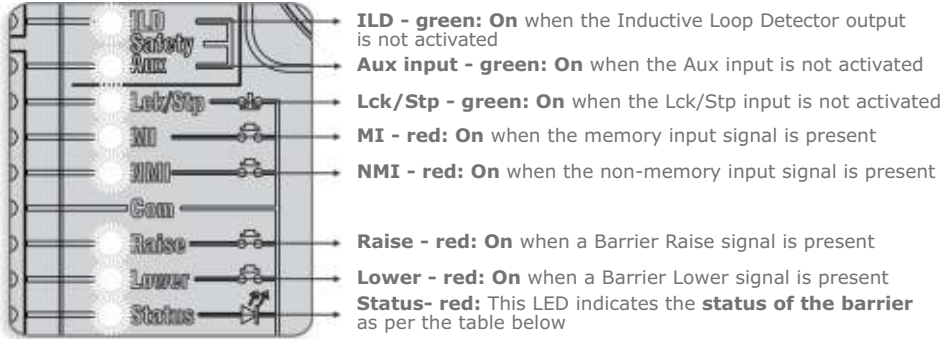 ILD
Safety
Aux
Lck/Stp
MI
NMI
Com
Raise
Lower
Status
ILD - green: On when the Inductive Loop Detector output
is not activated
Aux input - green: On when the Aux input is not activated
Lck/Stp - green: On when the Lck/Stp input is not activated
MI - red: On when the memory input signal is present
NMI - red: On when the non-memory input signal is present
Raise - red: On when a Barrier Raise signal is present
Lower - red: On when a Barrier Lower signal is present
Status- red: This LED indicates the status of the barrier
as per the table below